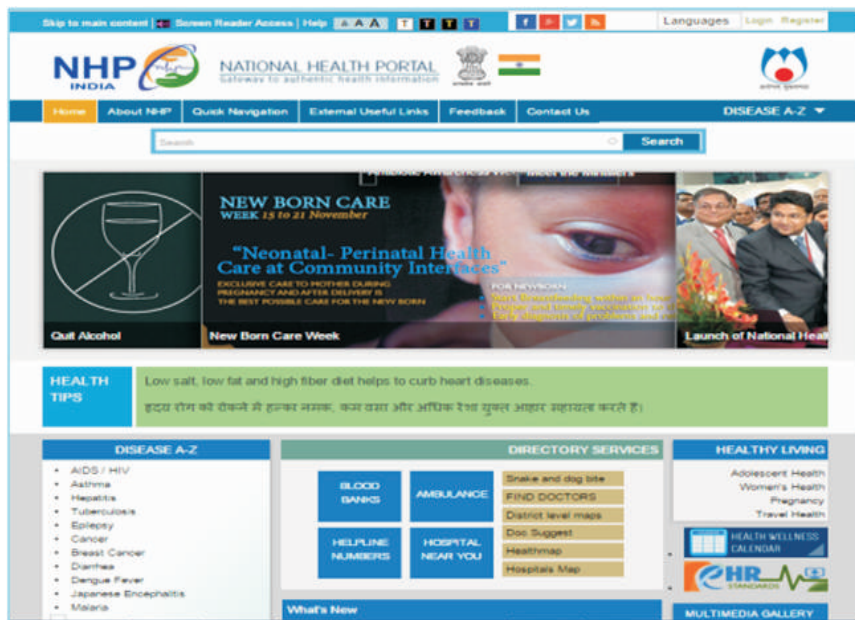 Skip to main content | Screen Reader Access | Help A A A T T T T
Languages Login Register
NHP
INDIA
NATIONAL HEALTH PORTAL
Gateway to authentic health information
Home About NHP Quick Navigation External Useful Links Feedback Contact Us DISEASE A-Z
Search Search
NEW BORN CARE
WEEK 15 to 21 November
"Neonatal- Perinatal Health
Care at Community Interfaces"
EXCLUSIVE CARE TO MOTHER DURING
PREGNANCY AND AFTER DELIVERY IS
THE BEST POSSIBLE CARE FOR THE NEW BORN
FOR NEWBORN
Quit Alcohol
New Born Care Week
Launch of National
HEALTH
TIPS
Low salt, low fat and high fiber diet helps to curb heart diseases.
हृदय रोग को रोकने में हल्का नमक, कम वसा और अधिक रेशा युक्त आहार सहायता करते हैं।
DISEASE A-Z
AIDS / HIV
Asthma
Hepatitis
Tuberculosis
Epilepsy
Cancer
Breast Cancer
Diarrhea
Dengue Fever
Japanese Encephalitis
Malaria
DIRECTORY SERVICES
BLOOD
BANKS
AMBULANCE
HELPLINE
NUMBERS
HOSPITAL
NEAR YOU
Snake and dog bite
FIND DOCTORS
District level maps
Doc Suggest
Healthmap
Hospitals Map
What's New
HEALTHY LIVING
Adolescent Health
Women's Health
Pregnancy
Travel Health
HEALTH WELLNESS
CALENDAR
EHR
STANDARDS
MULTIMEDIA GALLERY